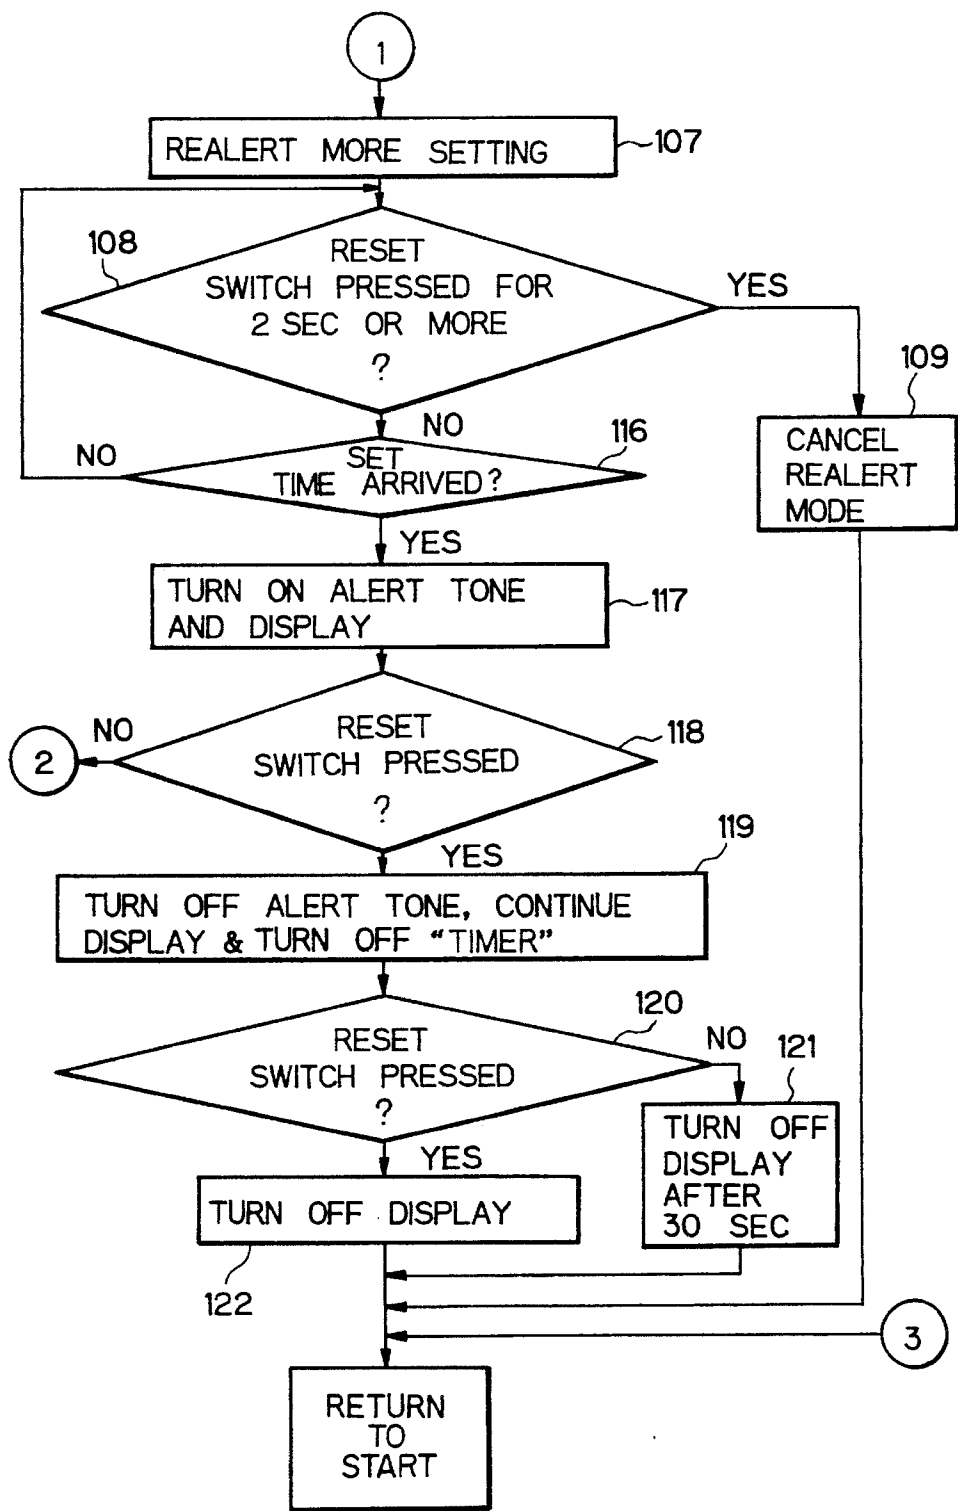 1
REALERT MORE SETTING
107
108
RESET
SWITCH PRESSED FOR
2 SEC OR MORE
?
YES
109
CANCEL
REALERT
MODE
NO
116
NO
SET
TIME ARRIVED?
YES
TURN ON ALERT TONE
AND DISPLAY
117
2
NO
RESET
SWITCH PRESSED
?
118
YES
119
TURN OFF ALERT TONE, CONTINUE
DISPLAY & TURN OFF "TIMER"
120
RESET
SWITCH PRESSED
?
NO
121
TURN OFF
DISPLAY
AFTER
30 SEC
YES
TURN OFF DISPLAY
122
3
RETURN
TO
START